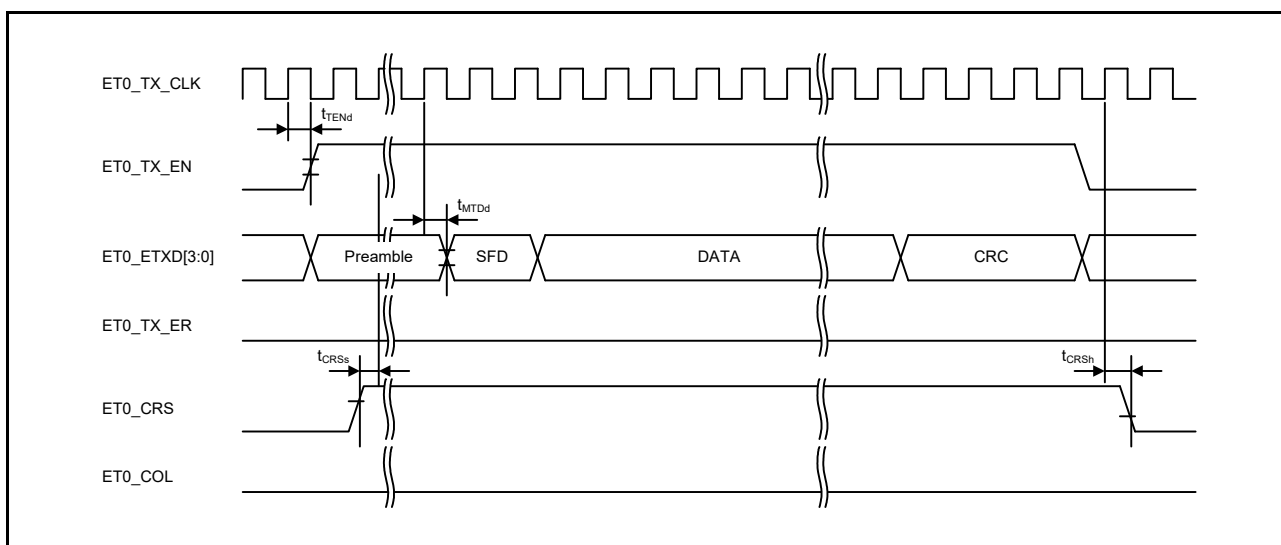 ET0_TX_CLK
tTENd
ET0_TX_EN
tMTDd
ET0_ETXD[3:0]
Preamble SFD DATA CRC
ET0_TX_ER
tCRSs tCRSh
ET0_CRS
ET0_COL